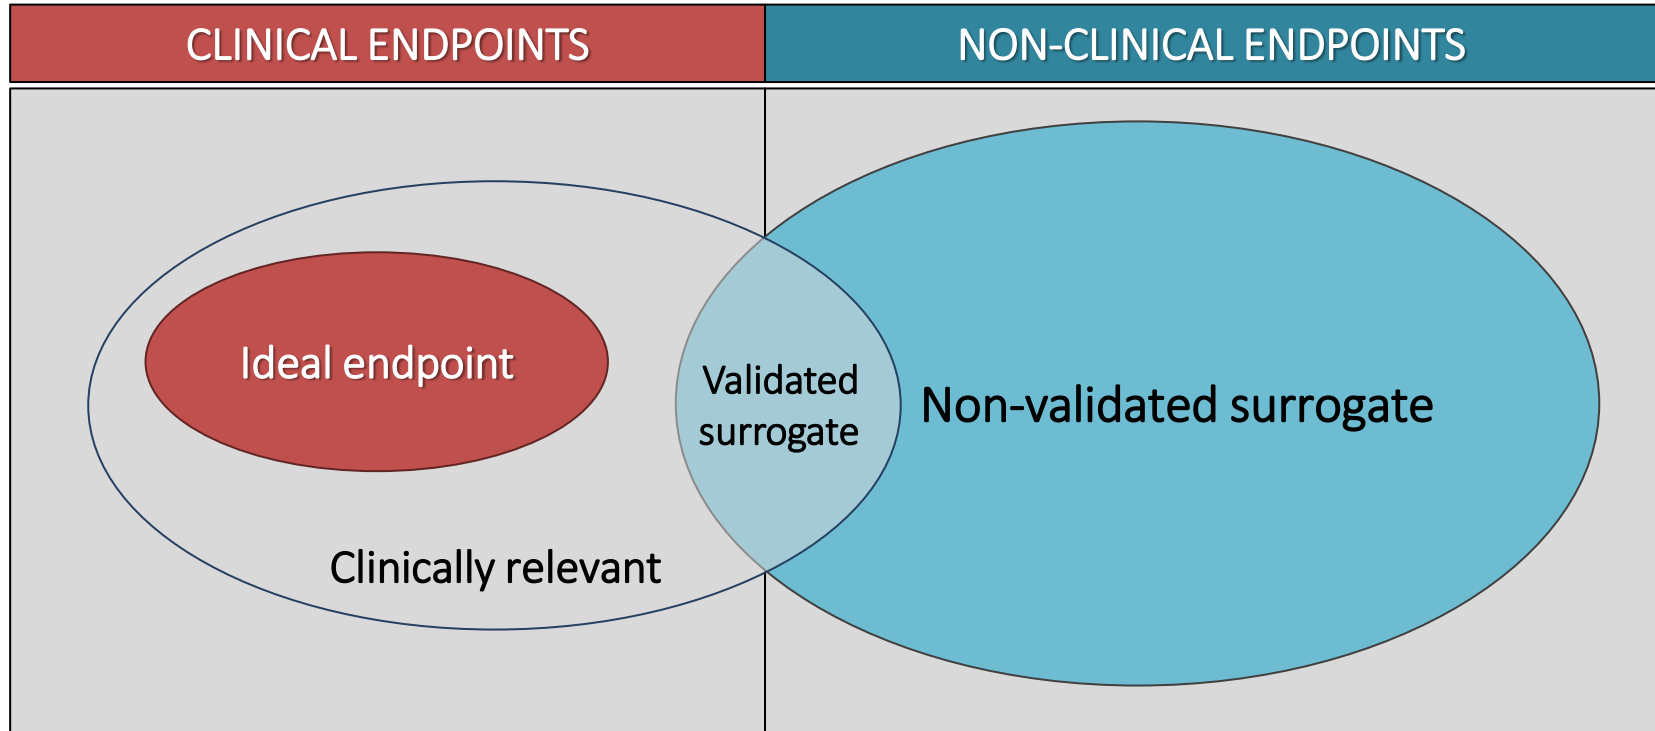 CLINICAL ENDPOINTS
NON-CLINICAL ENDPOINTS
Ideal endpoint
Validated
surrogate
Non-validated surrogate
Clinically relevant